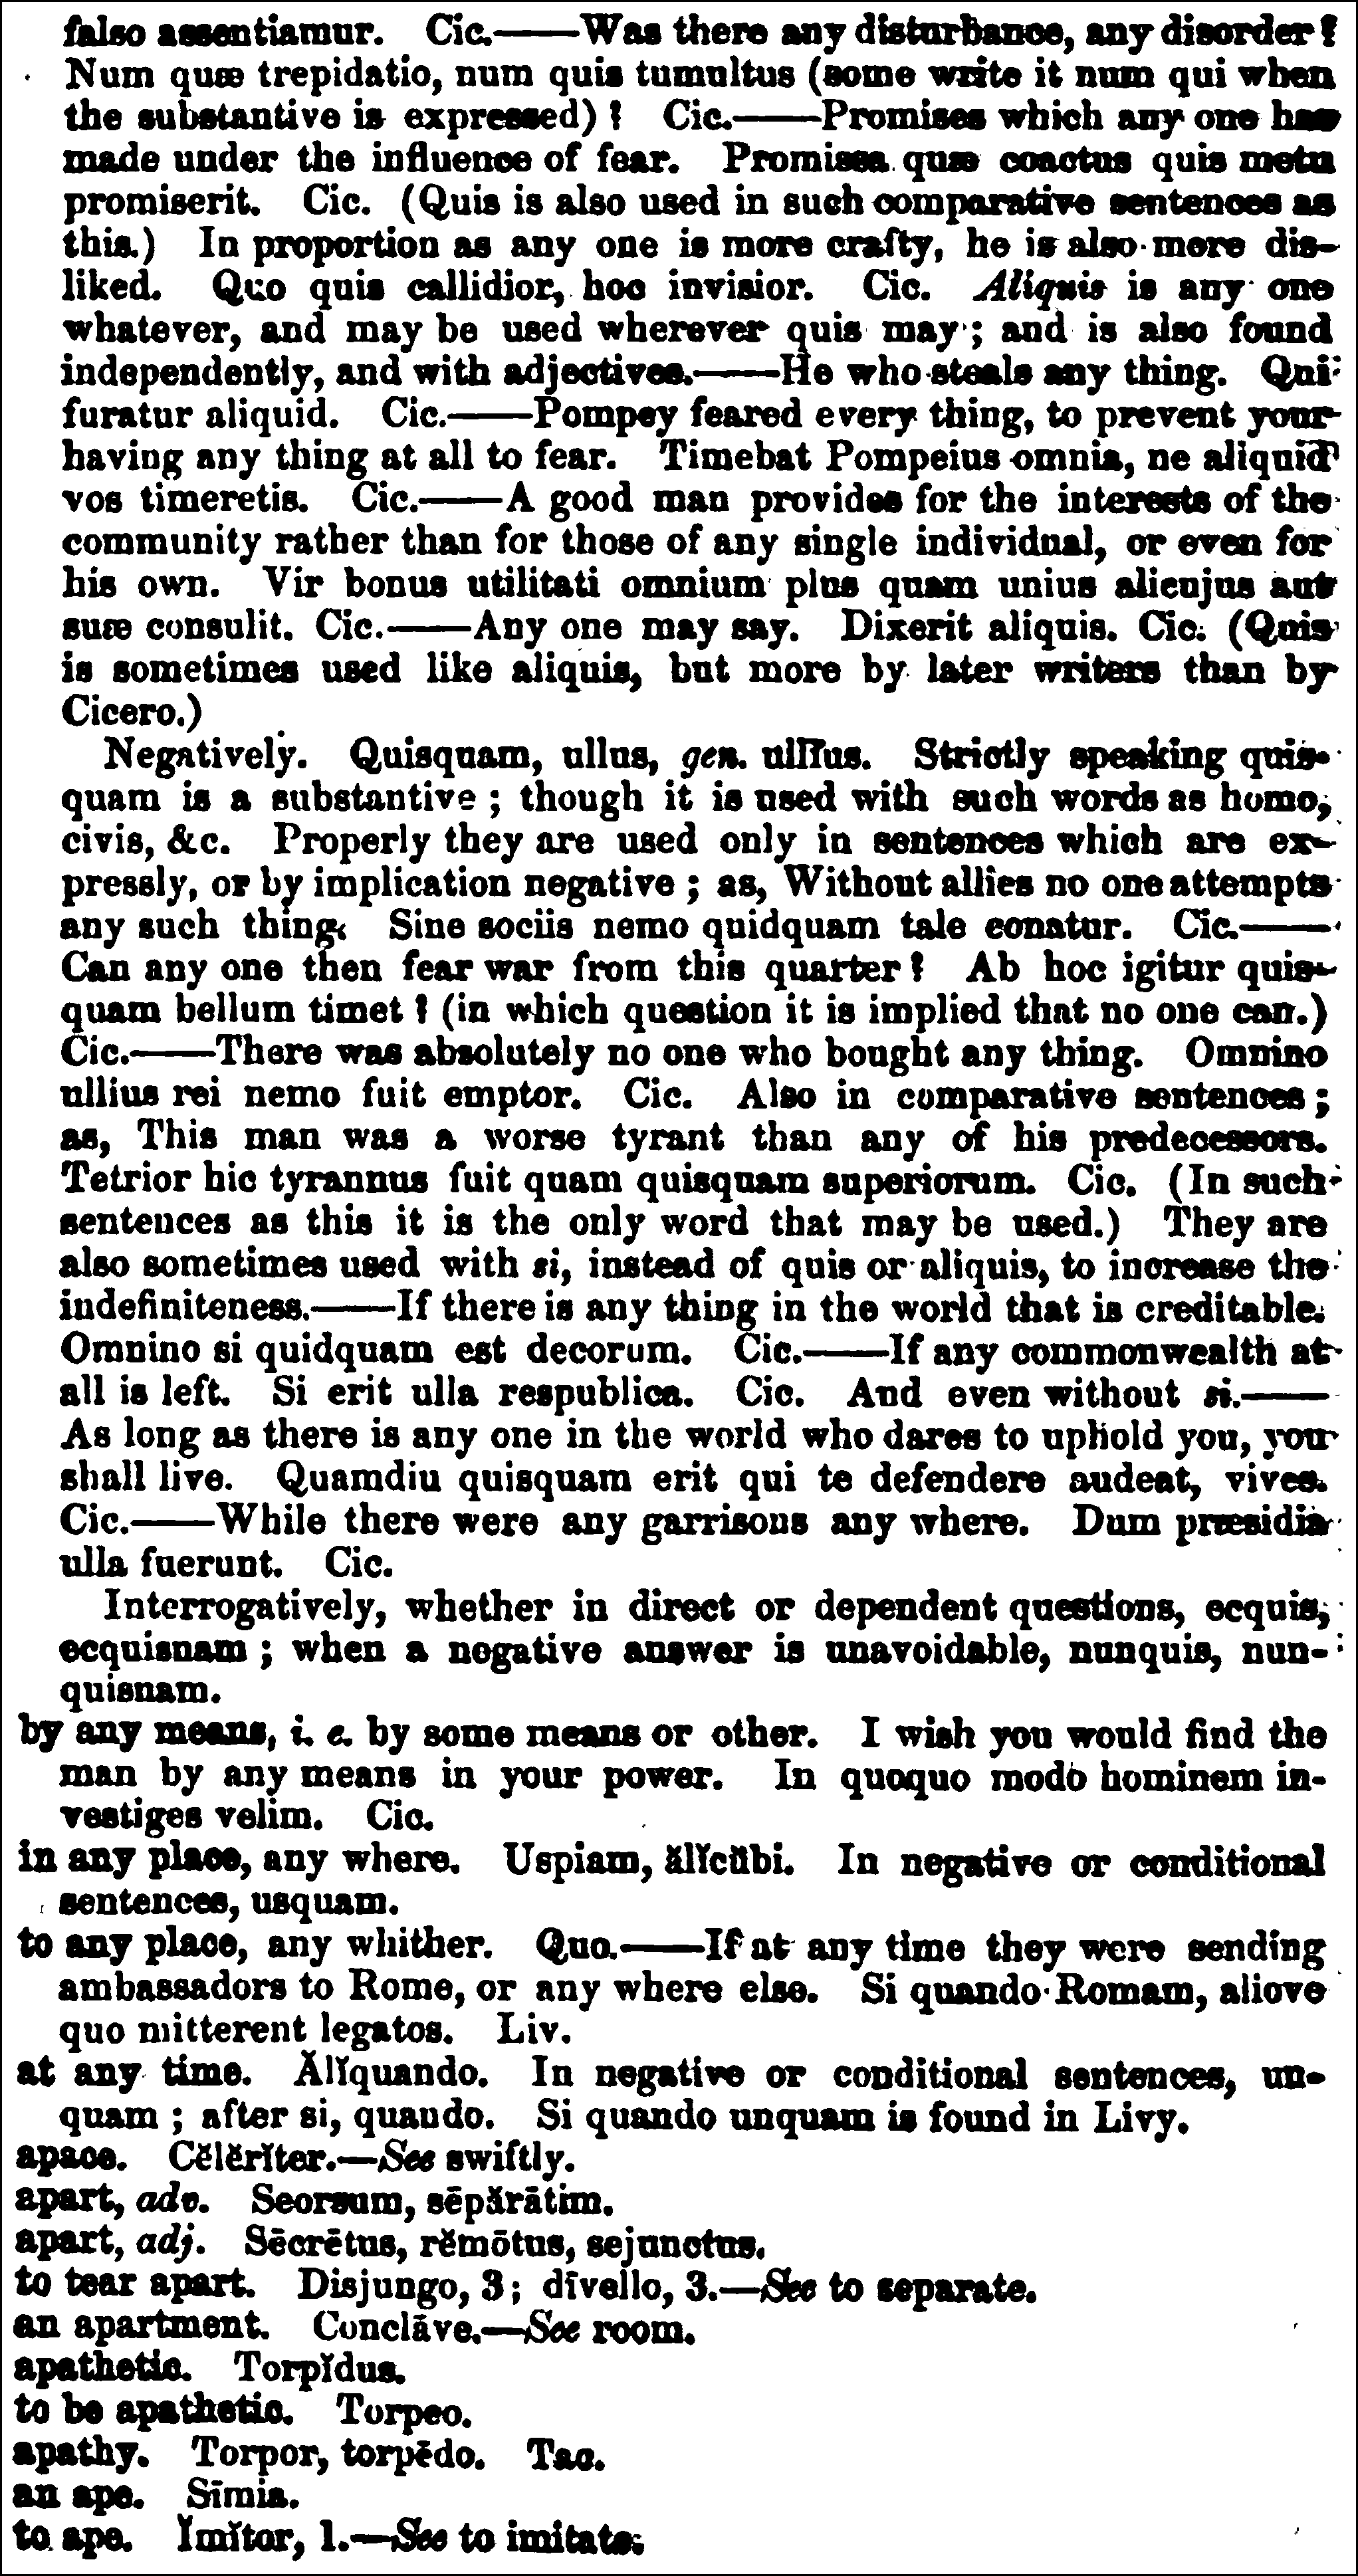 falso assentiamur. Cic.——Was there any disturbance, any disorder?
Num quæ trepidatio, num quis tumultus (some write it num qui when
the substantive is expressed)? Cic.——Promises which any one has
made under the influence of fear. Promissa quæ coactus quis metu
promiserit. Cic. (Quis is also used in such comparative sentences as
this.) In proportion as any one is more crafty, he is also more dis-
liked. Quo quis callidior, hoc invisior. Cic. Aliquis is any one
whatever, and may be used wherever quis may; and is also found
independently, and with adjectives.——He who steals any thing. Qui
furatur aliquid. Cic.——Pompey feared every thing, to prevent your
having any thing at all to fear. Timebat Pompeius omnia, ne aliquid
vos timeretis. Cic.——A good man provides for the interests of the
community rather than for those of any single individual, or even for
his own. Vir bonus utilitati omnium plus quam unius alicujus aut
suæ consulit. Cic.——Any one may say. Dixerit aliquis. Cic. (Quis
is sometimes used like aliquis, but more by later writers than by
Cicero.)
Negatively. Quisquam, ullus, gen. ullīus. Strictly speaking quis-
quam is a substantive; though it is used with such words as homo,
civis, &c. Properly they are used only in sentences which are ex-
pressly, or by implication negative; as, Without allies no one attempts
any such thing. Sine sociis nemo quidquam tale conatur. Cic.——
Can any one then fear war from this quarter? Ab hoc igitur quis-
quam bellum timet? (in which question it is implied that no one can.)
Cic.——There was absolutely no one who bought any thing. Omnino
ullius rei nemo fuit emptor. Cic. Also in comparative sentences;
as, This man was a worse tyrant than any of his predecessors.
Tetrior hic tyrannus fuit quam quisquam superiorum. Cic. (In such
sentences as this it is the only word that may be used.) They are
also sometimes used with si, instead of quis or aliquis, to increase the
indefiniteness.——If there is any thing in the world that is creditable.
Omnino si quidquam est decorum. Cic.——If any commonwealth at
all is left. Si erit ulla respublica. Cic. And even without si.——
As long as there is any one in the world who dares to uphold you, you
shall live. Quamdiu quisquam erit qui te defendere audeat, vives.
Cic.——While there were any garrisons any where. Dum præsidia
ulla fuerunt. Cic.
Interrogatively, whether in direct or dependent questions, ecquis,
ecquisnam; when a negative answer is unavoidable, nunquis, nun-
quisnam.
by any means, i. e. by some means or other. I wish you would find the
man by any means in your power. In quoquo modo hominem in-
vestiges velim. Cic.
in any place, any where. Uspiam, ălĭcŭbi. In negative or conditional
sentences, usquam.
to any place, any whither. Quo.——If at any time they were sending
ambassadors to Rome, or any where else. Si quando Romam, aliove
quo mitterent legatos. Liv.
at any time. Ălĭquando. In negative or conditional sentences, un-
quam; after si, quando. Si quando unquam is found in Livy.
apace. Cĕlĕrĭter.—See swiftly.
apart, adv. Seorsum, sēpărātim.
apart, adj. Sēcrētus, rĕmōtus, sejunctus.
to tear apart. Disjungo, 3; dīvello, 3.—See to separate.
an apartment. Conclāve.—See room.
apathetic. Torpĭdus.
to be apathetic. Torpeo.
apathy. Torpor, torpēdo. Tac.
an ape. Sīmia.
to ape. Ĭmĭtor, 1.—See to imitate.